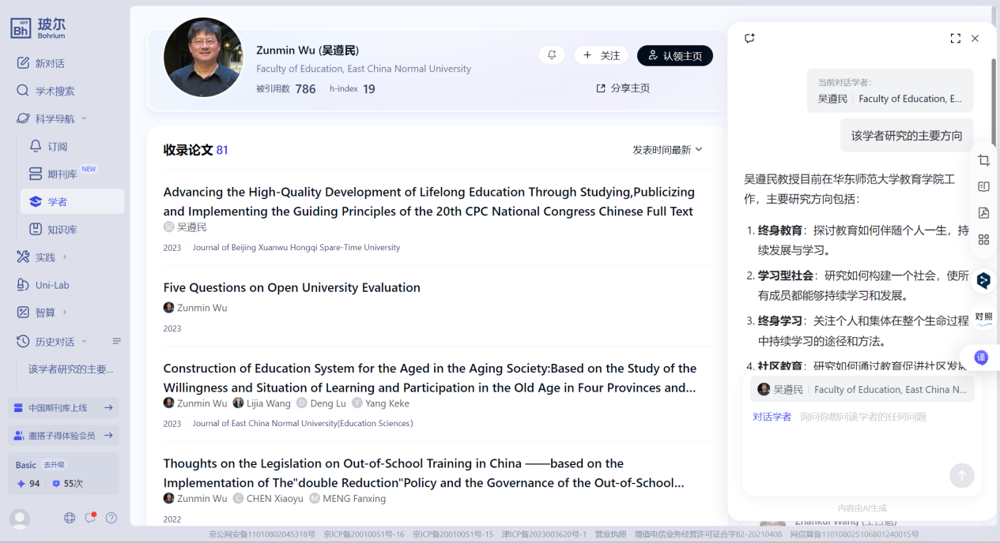 107
Bh
玻尔
Bohrium
新对话
学术搜索
科学导航
订阅
期刊库 NEW
学者
知识库
实践
Uni-Lab
智算
历史对话
该学者研究的主要...
中国期刊库上线 →
邀搭子得体验会员 →
Basic 去升级
94 55次
Zunmin Wu (吴遵民)
Faculty of Education, East China Normal University
被引用数 786 h-index 19
+ 关注
认领主页
分享主页
收录论文 81
发表时间最新
Advancing the High-Quality Development of Lifelong Education Through Studying,Publicizing
and Implementing the Guiding Principles of the 20th CPC National Congress Chinese Full Text
吴 吴遵民
2023 Journal of Beijing Xuanwu Hongqi Spare-Time University
Five Questions on Open University Evaluation
Zunmin Wu
2023
Construction of Education System for the Aged in the Aging Society:Based on the Study of the
Willingness and Situation of Learning and Participation in the Old Age in Four Provinces and...
Zunmin Wu Lijia Wang D Deng Lu Y Yang Keke
2023 Journal of East China Normal University(Education Sciences)
Thoughts on the Legislation on Out-of-School Training in China ——based on the
Implementation of The"double Reduction"Policy and the Governance of the Out-of-School...
Zunmin Wu C CHEN Xiaoyu M MENG Fanxing
2022
当前对话学者：
吴遵民 Faculty of Education, E...
该学者研究的主要方向
吴遵民教授目前在华东师范大学教育学院工
作，主要研究方向包括：
1. 终身教育：探讨教育如何伴随个人一生，持
续发展与学习。
2. 学习型社会：研究如何构建一个社会，使所
有成员都能够持续学习和发展。
3. 终身学习：关注个人和集体在整个生命过程
中持续学习的途径和方法。
4. 社区教育：研究如何通过教育促进社区发展
吴遵民 Faculty of Education, East China N...
对话学者 询问你想问该学者的任何问题
内容由AI生成
对照
译
Zhankui Wang (王占魁)
京公网安备11010802045318号 京ICP备20010051号-16 京ICP备20010051号-15 津ICP备2023003620号-1 营业执照 增值电信业务经营许可证合字B2-20210408 网信算备110108025106801240015号